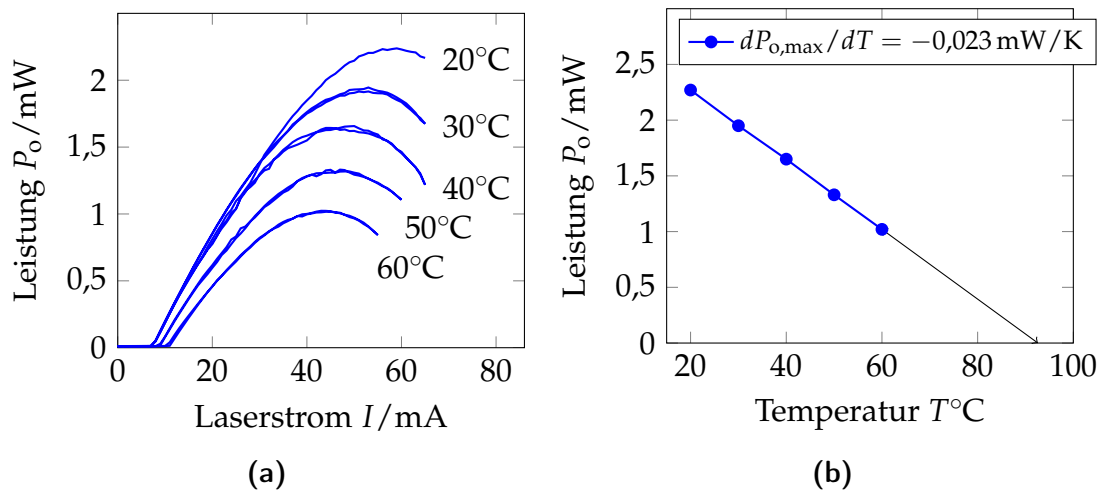 2
1,5
1
0,5
0
0
20
40
60
80
Leistung Pₒ/mW
Laserstrom I/mA
20°C
30°C
40°C
50°C
60°C
(a)
dPₒ,max/dT = −0,023 mW/K
2,5
2
1,5
1
0,5
0
20
40
60
80
100
Leistung Pₒ/mW
Temperatur T°C
(b)